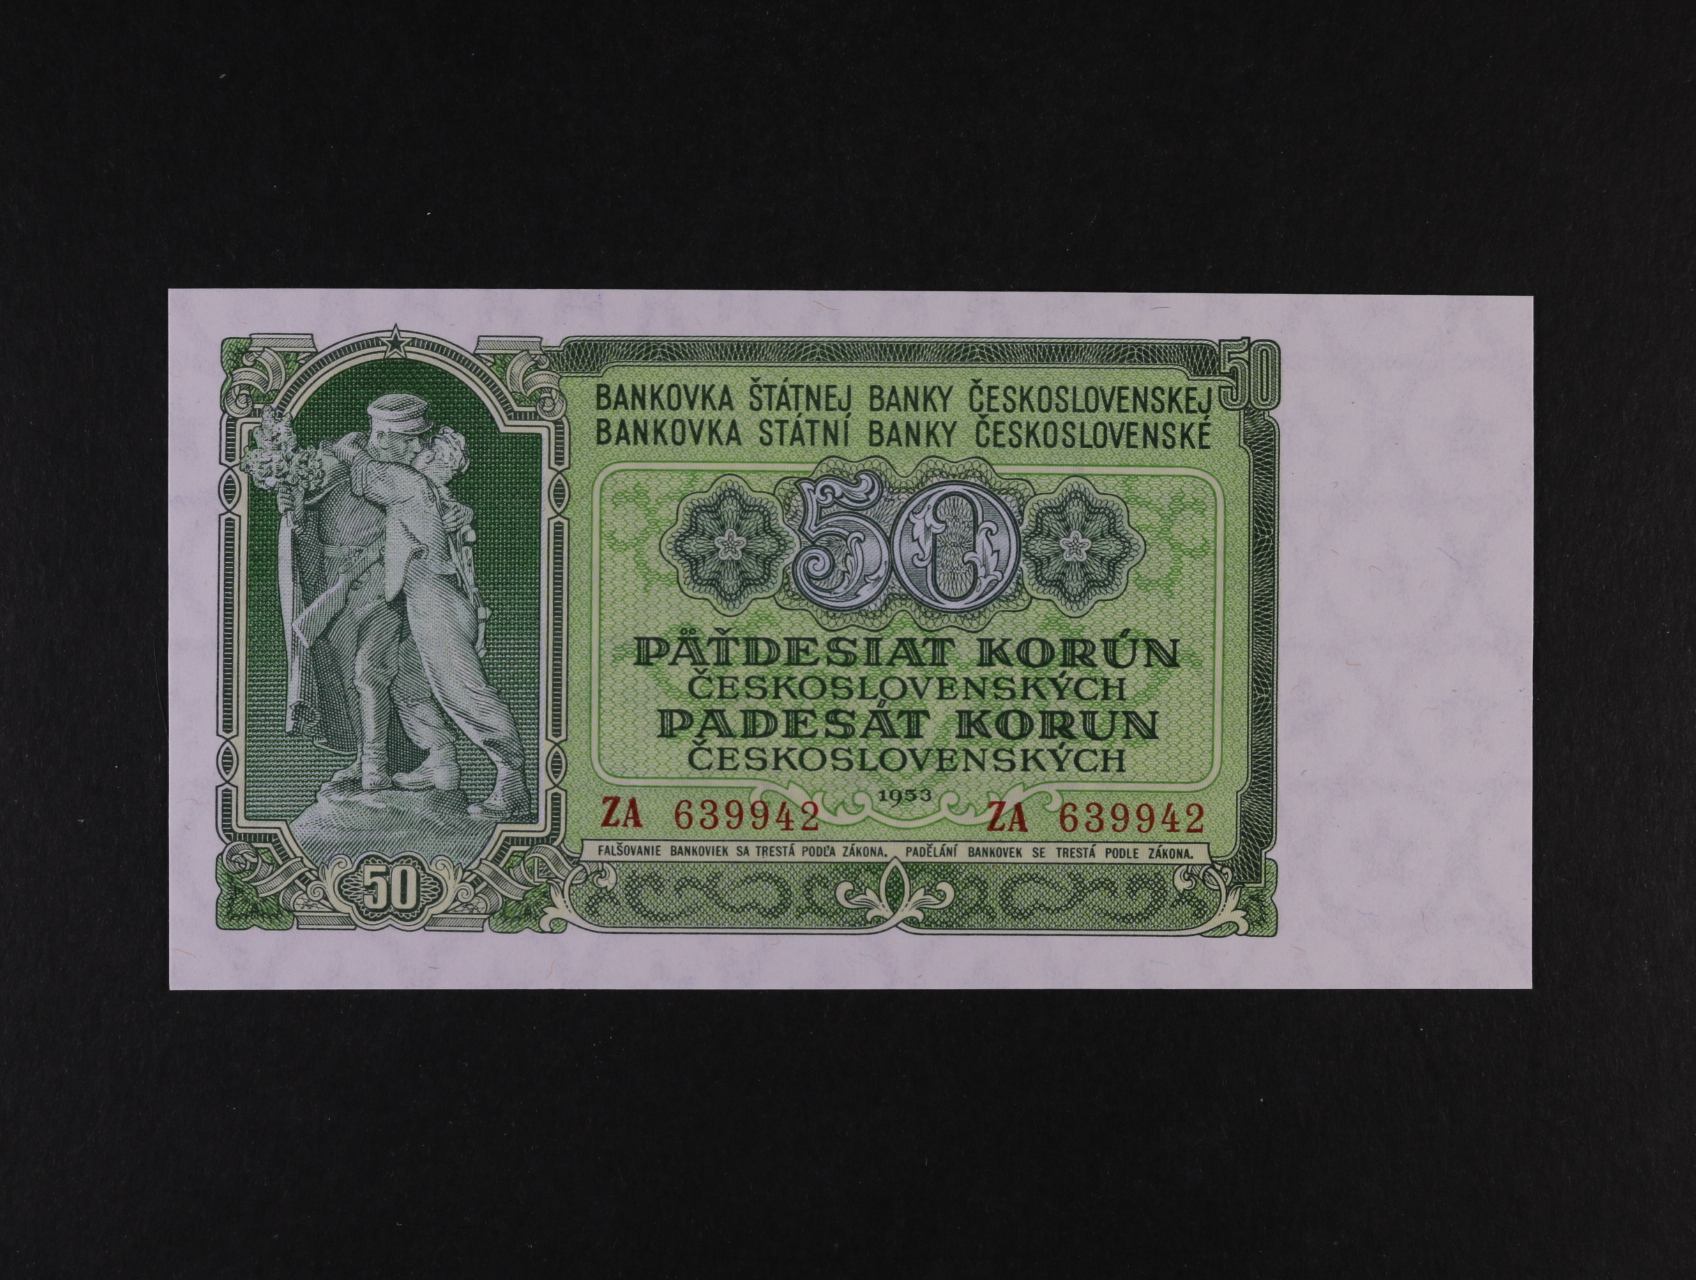 50
BANKOVKA ŠTÁTNEJ BANKY ČESKOSLOVENSKEJ
BANKOVKA STÁTNÍ BANKY ČESKOSLOVENSKÉ
50
PÄŤDESIAT KORÚN
ČESKOSLOVENSKÝCH
PADESÁT KORUN
ČESKOSLOVENSKÝCH
1953
ZA 639942 ZA 639942
FALŠOVANIE BANKOVIEK SA TRESTÁ PODĽA ZÁKONA. PADĚLÁNÍ BANKOVEK SE TRESTÁ PODLE ZÁKONA.
50